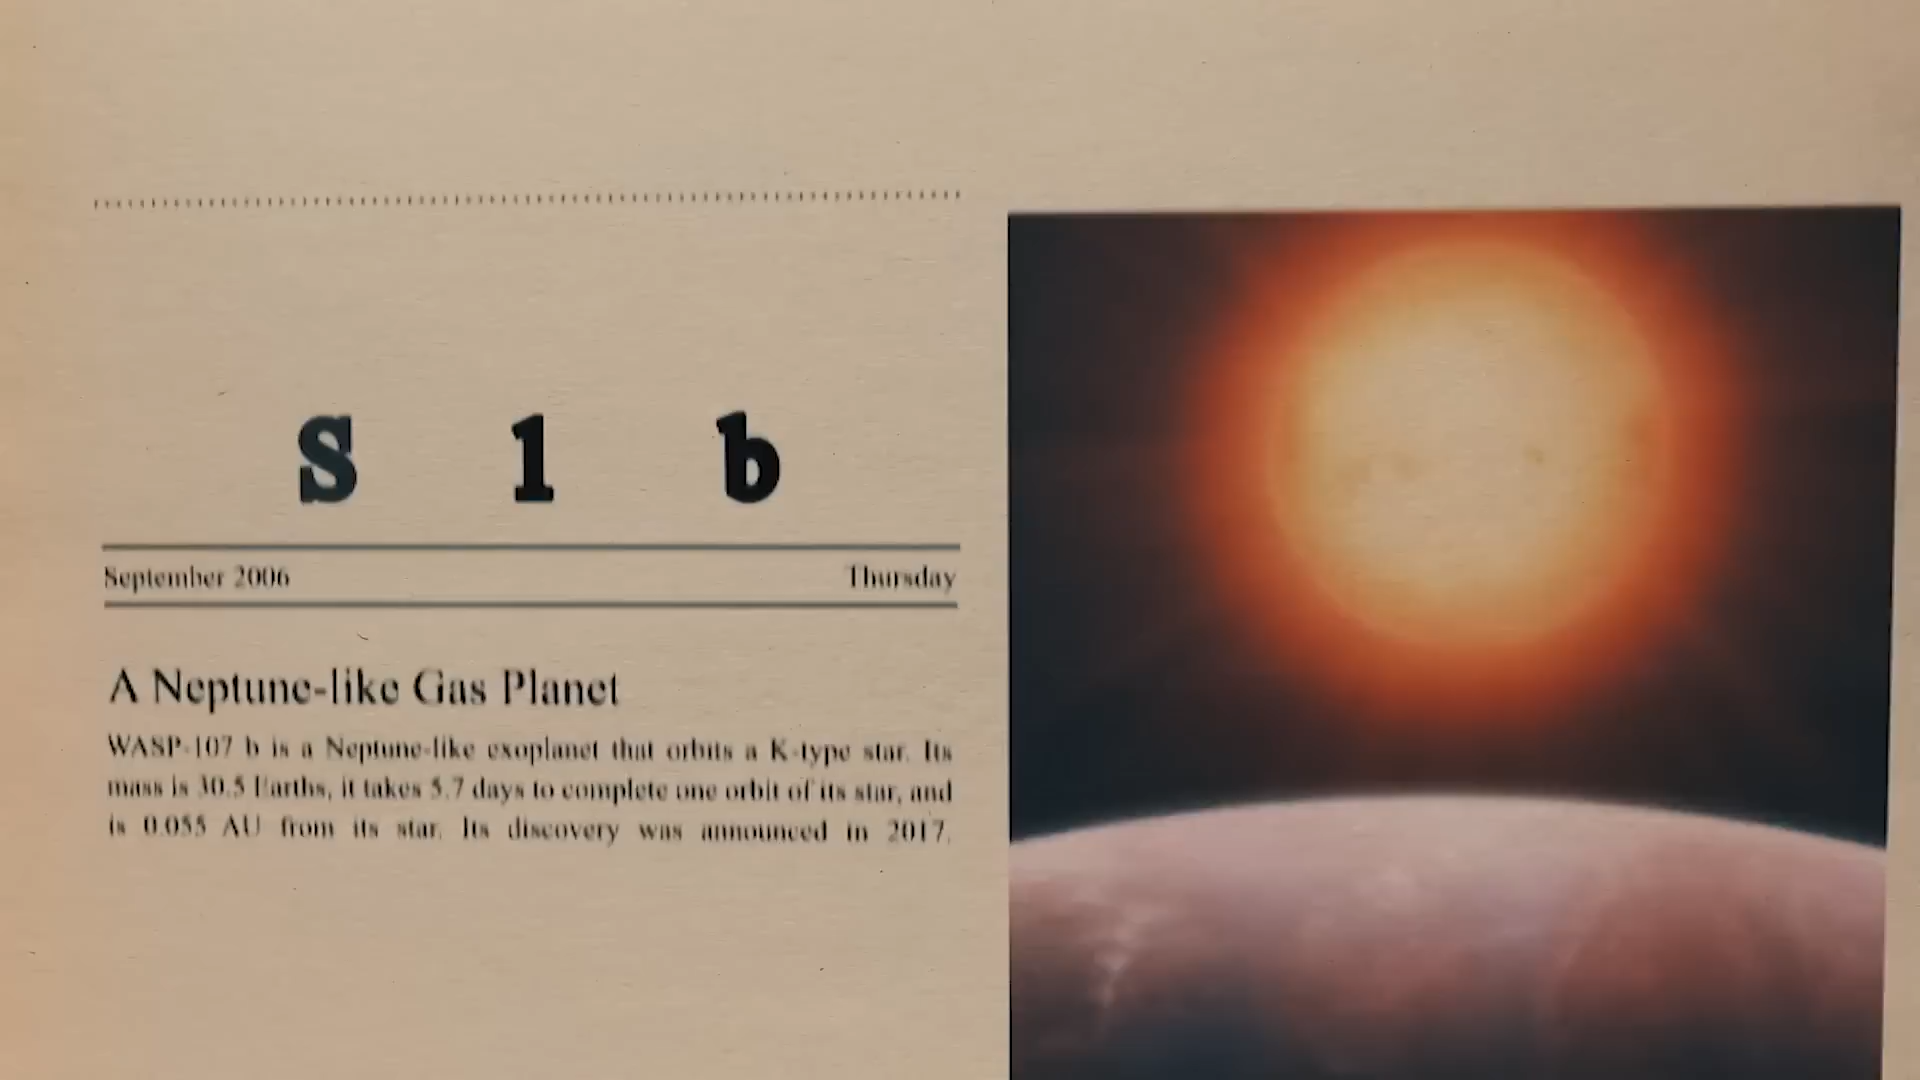 S 1 b
September 2006 Thursday
A Neptune-like Gas Planet
WASP-107 b is a Neptune-like exoplanet that orbits a K-type star. Its
mass is 30.5 Earths, it takes 5.7 days to complete one orbit of its star, and
is 0.055 AU from its star. Its discovery was announced in 2017.